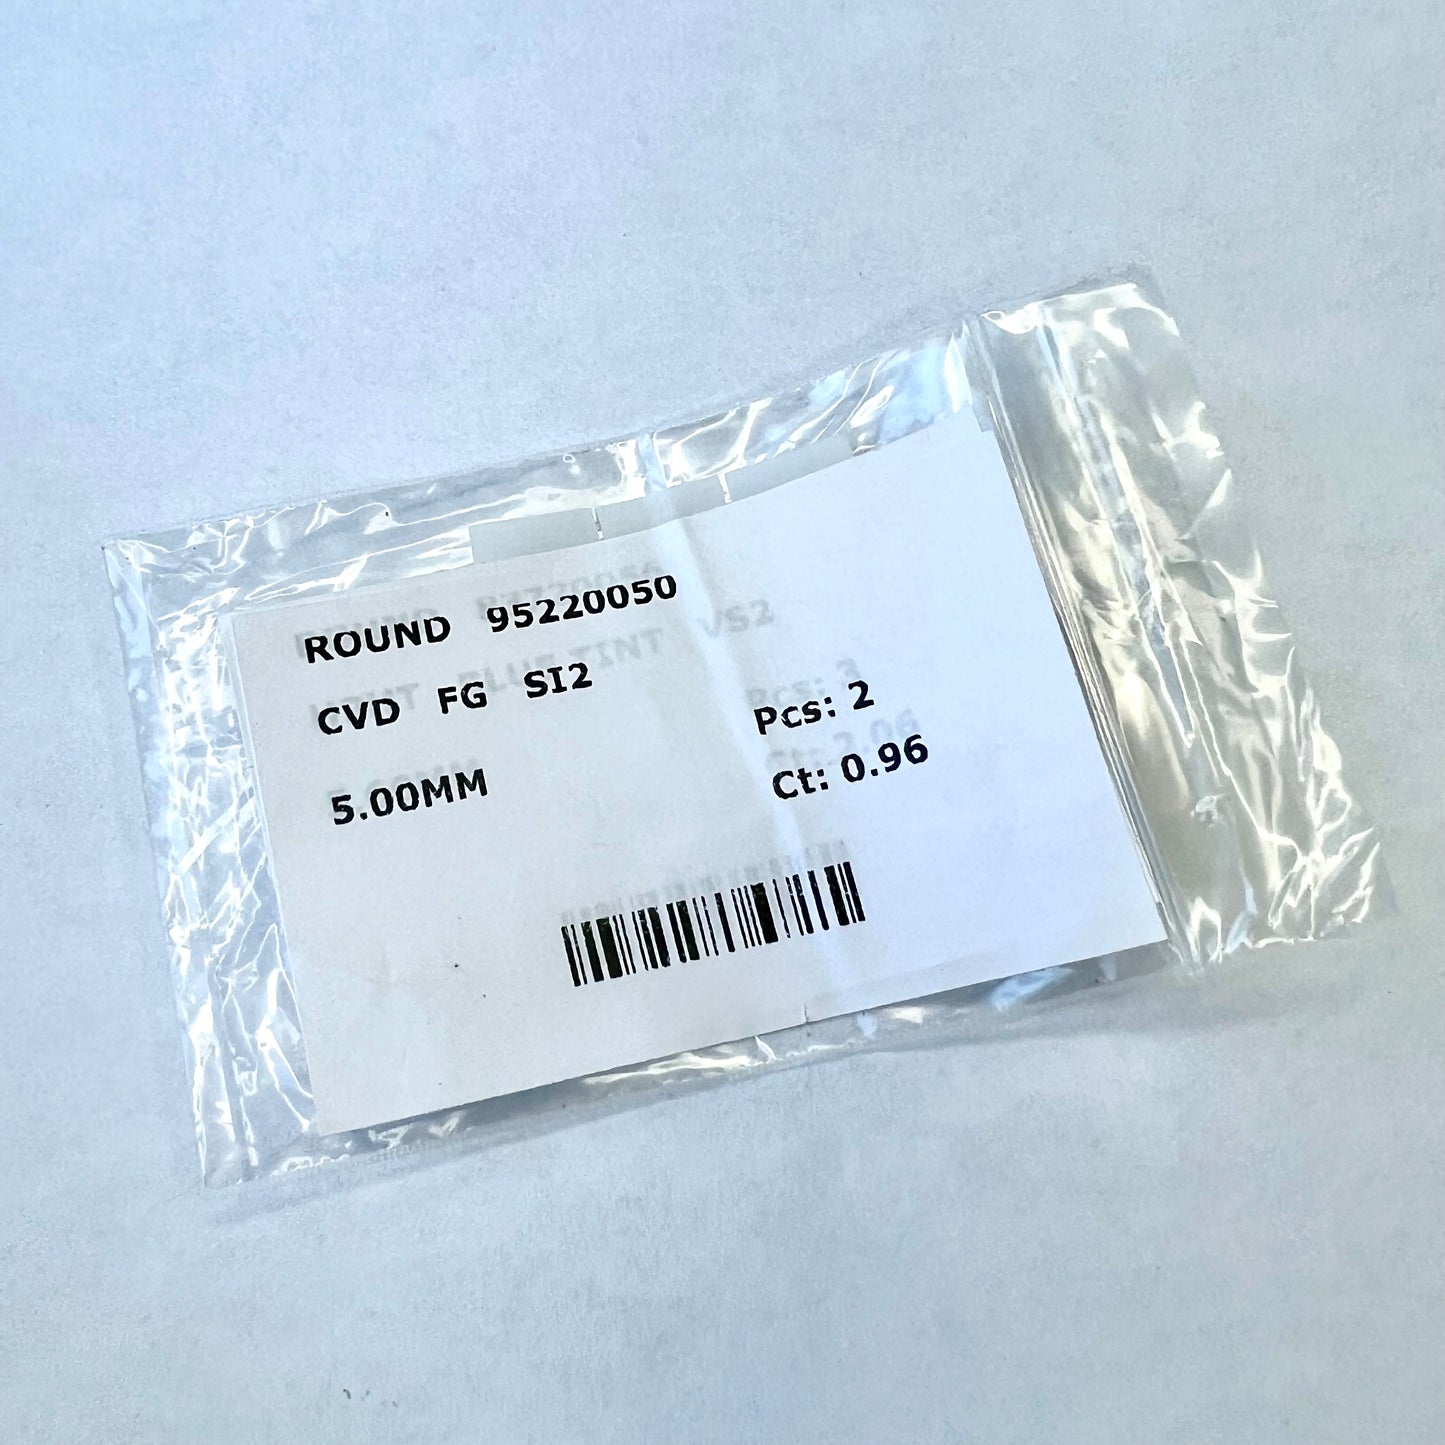 ROUND 95220050
CVD FG SI2
5.00MM
Pcs: 2
Ct: 0.96